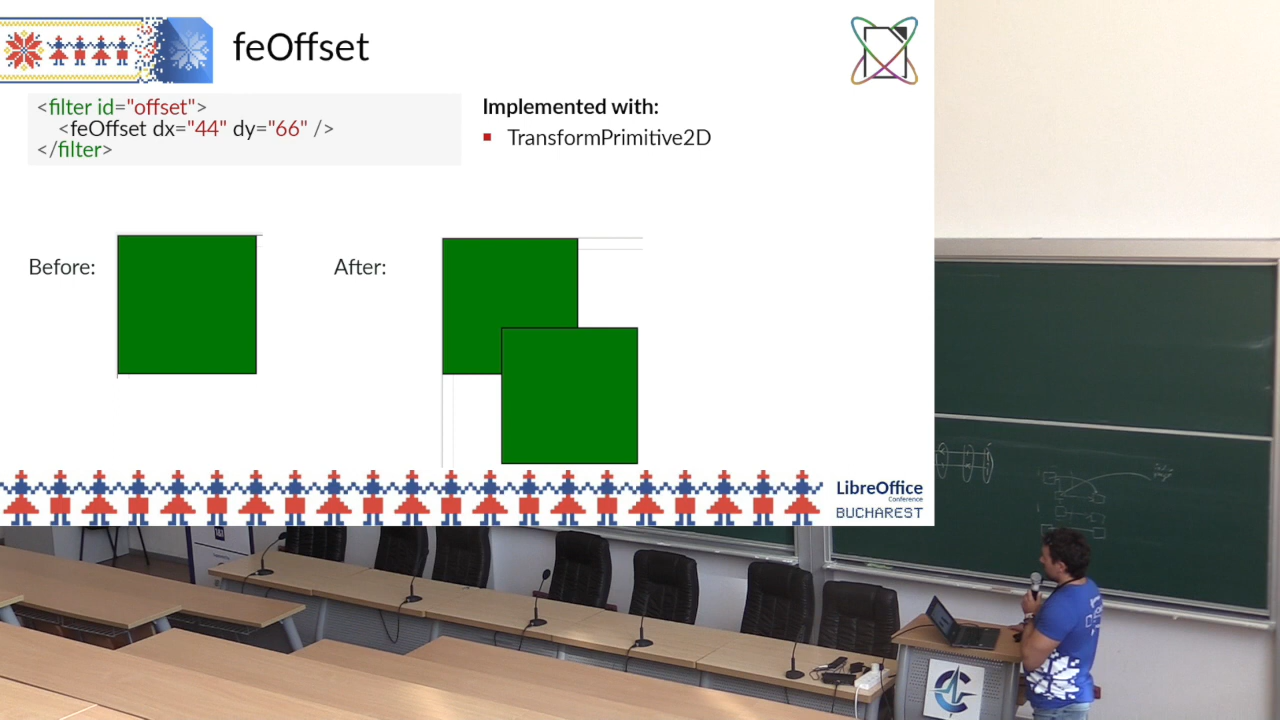 feOffset
<filter id="offset">
<feOffset dx="44" dy="66" />
</filter>
Implemented with:
TransformPrimitive2D
Before:
After:
LibreOffice
Conference
BUCHAREST